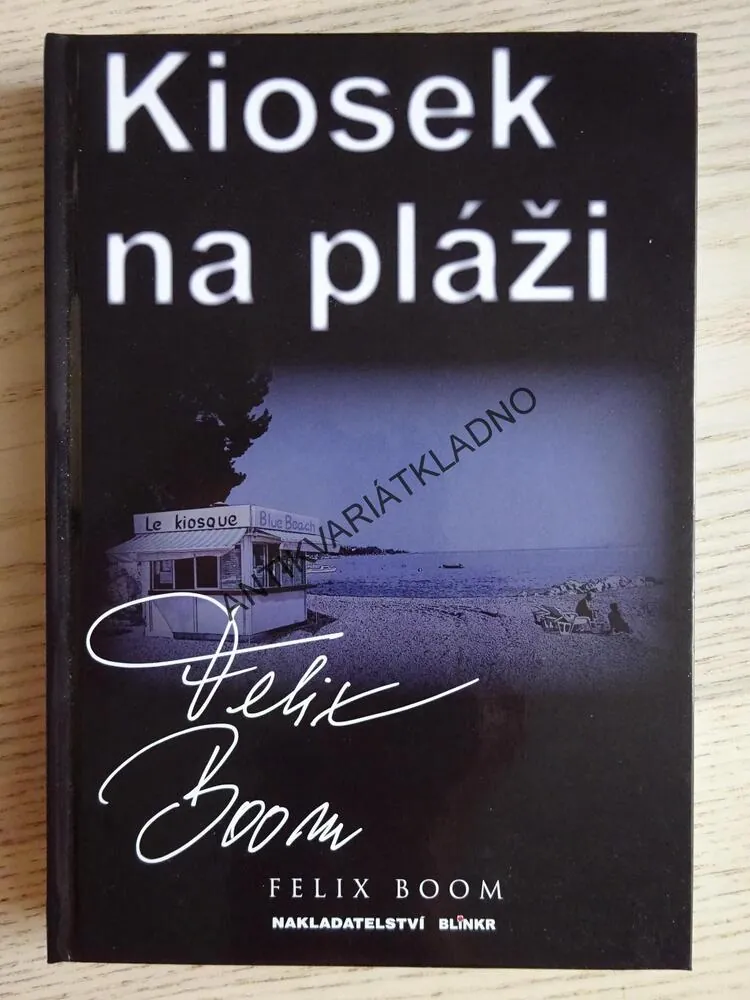 Kiosek
na pláži
Le kiosque Blue Beach
ANTIKVARIÁTKLADNO
Felix
Boom
FELIX BOOM
NAKLADATELSTVÍ BLiNKR